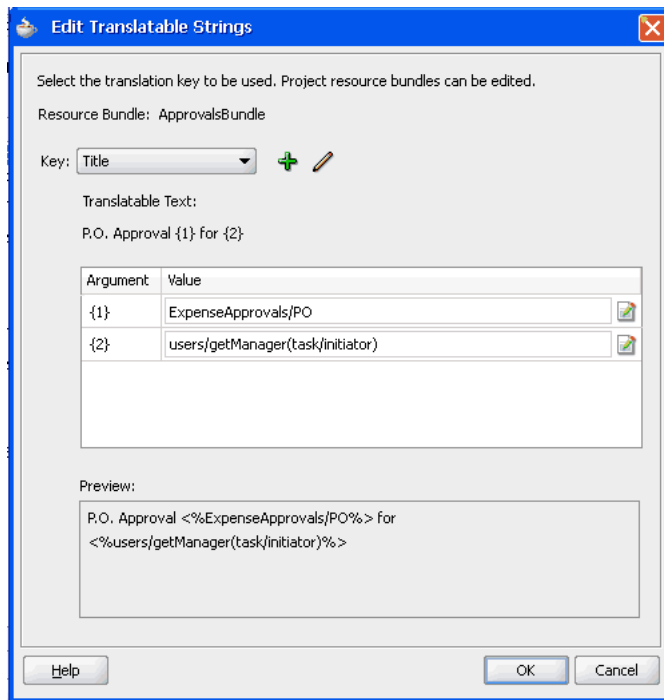 Edit Translatable Strings
Select the translation key to be used. Project resource bundles can be edited.
Resource Bundle: ApprovalsBundle
Key: Title
Translatable Text:
P.O. Approval {1} for {2}
Argument Value
{1} ExpenseApprovals/PO
{2} users/getManager(task/initiator)
Preview:
P.O. Approval <%ExpenseApprovals/PO%> for
<%users/getManager(task/initiator)%>
Help OK Cancel